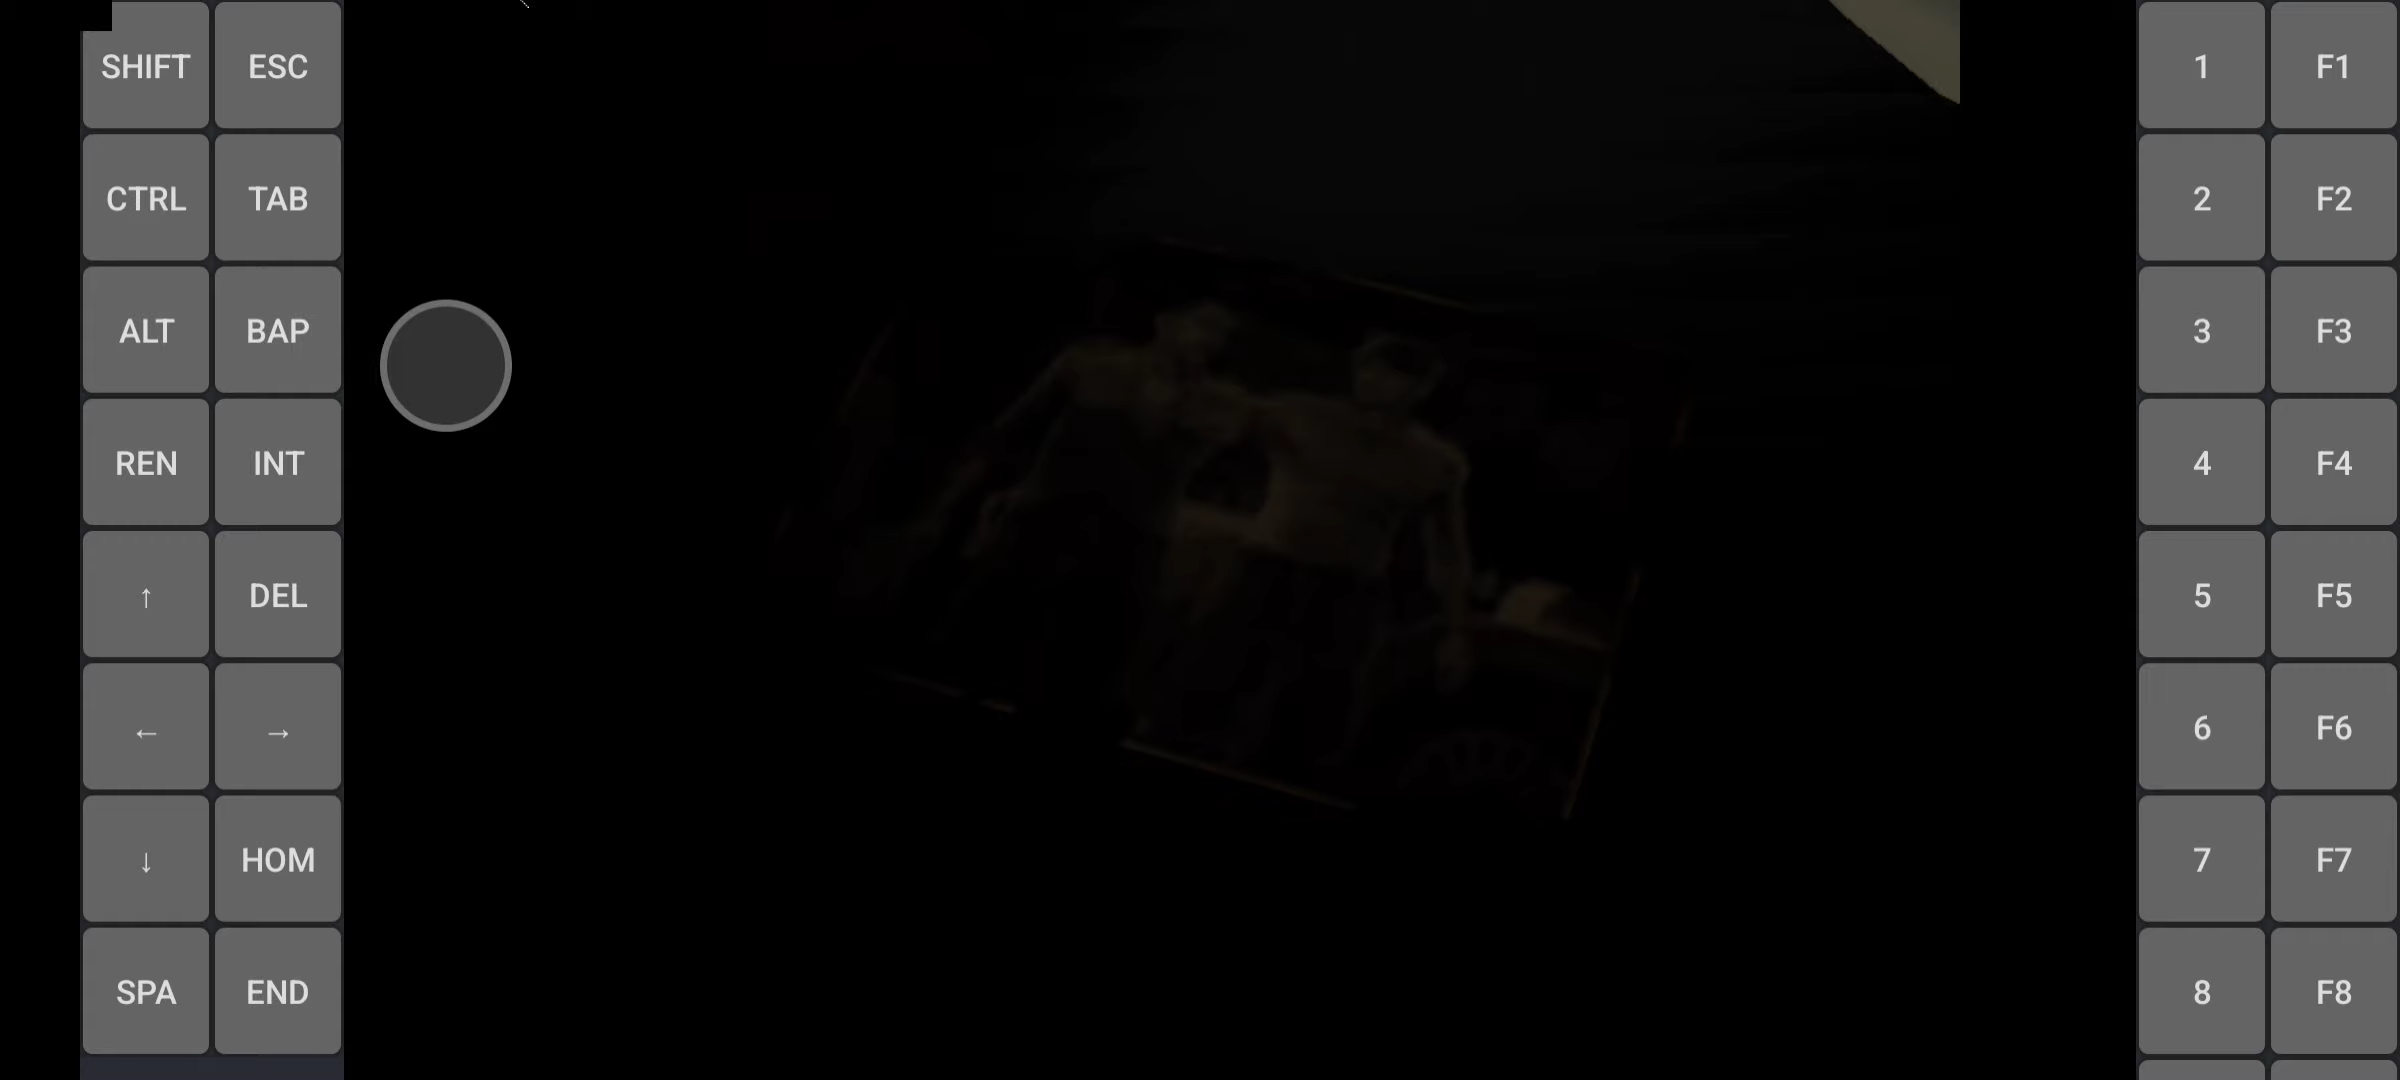 SHIFT ESC 1 F1
CTRL TAB 2 F2
ALT BAP 3 F3
REN INT 4 F4
↑ DEL 5 F5
← → 6 F6
↓ HOM 7 F7
SPA END 8 F8